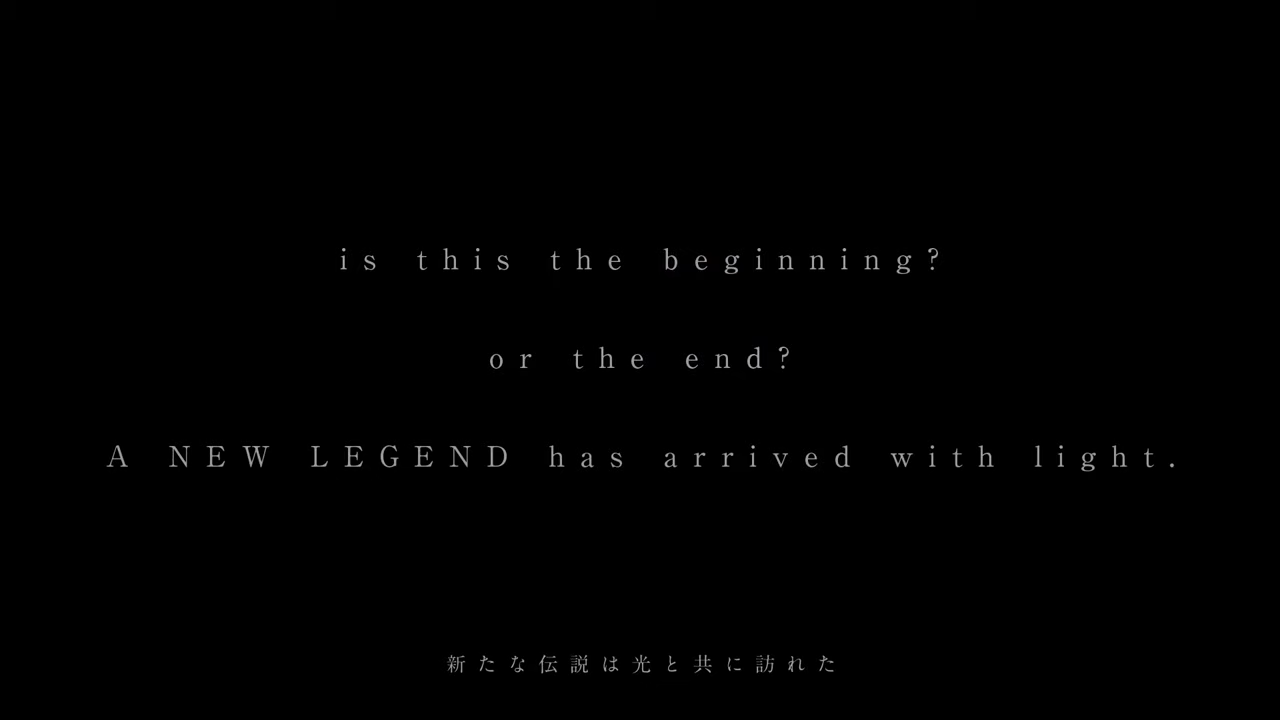 is this the beginning?
or the end?
A NEW LEGEND has arrived with light.
新たな伝説は光と共に訪れた